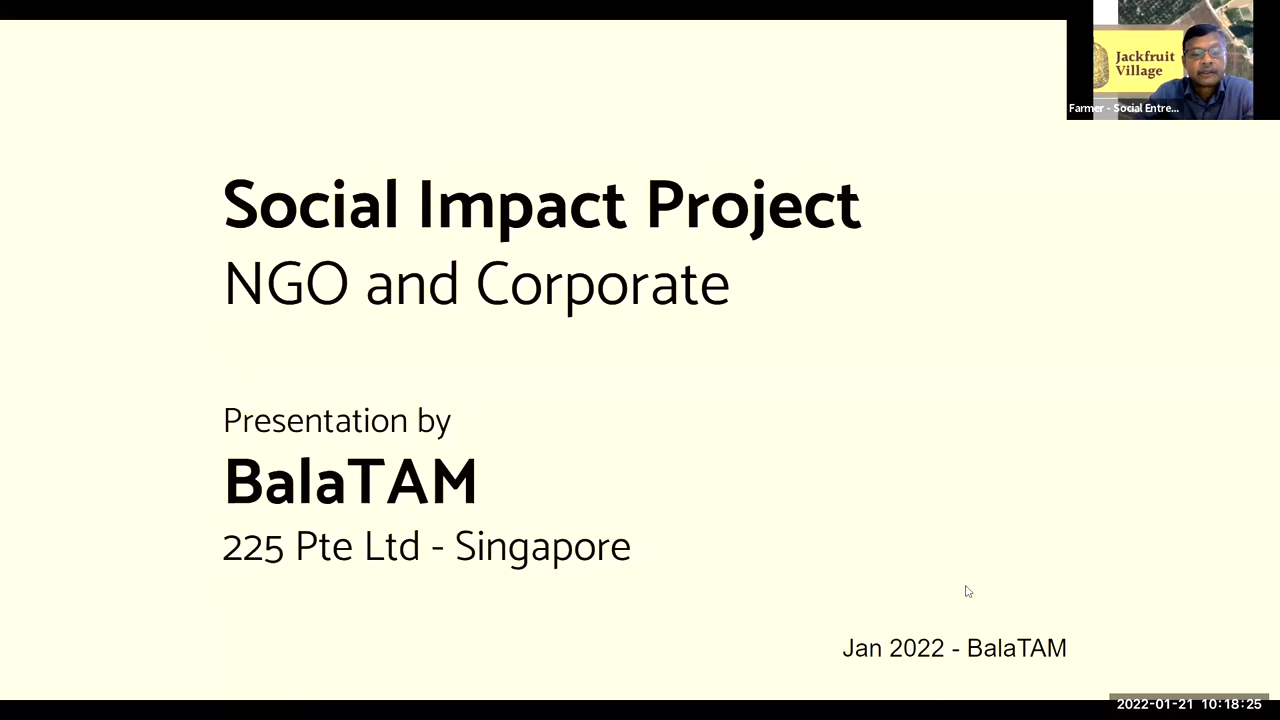 Jackfruit
Village
Farmer - Social Entre...
Social Impact Project
NGO and Corporate
Presentation by
BalaTAM
225 Pte Ltd - Singapore
Jan 2022 - BalaTAM
2022-01-21 10:18:25